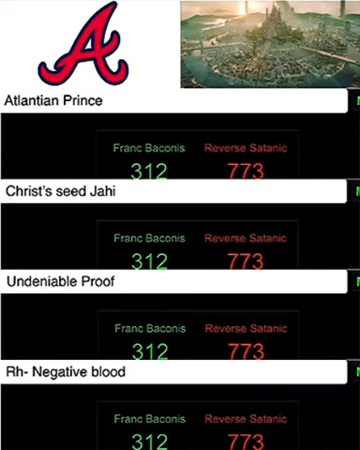 A
Atlantian Prince
Franc Baconis Reverse Satanic
312 773
Christ's seed Jahi
Franc Baconis Reverse Satanic
312 773
Undeniable Proof
Franc Baconis Reverse Satanic
312 773
Rh- Negative blood
Franc Baconis Reverse Satanic
312 773